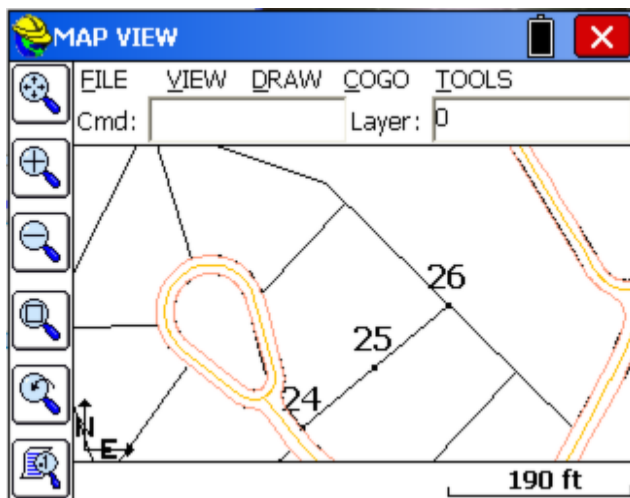 MAP VIEW
FILE VIEW DRAW COGO TOOLS
Cmd: Layer: 0
26
25
24
N
E
190 ft